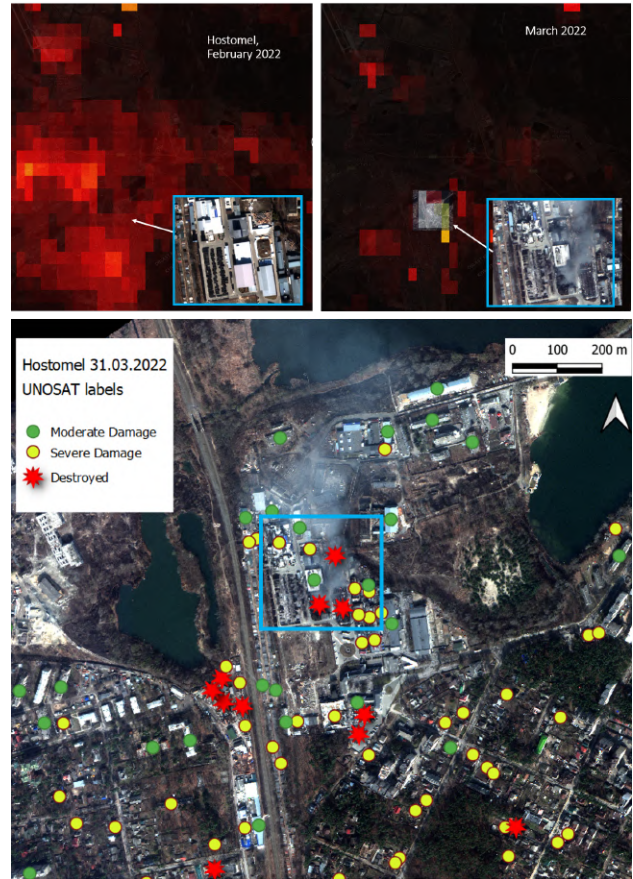 Hostomel,
February 2022
March 2022
Hostomel 31.03.2022
UNOSAT labels
Moderate Damage
Severe Damage
Destroyed
0 100 200 m